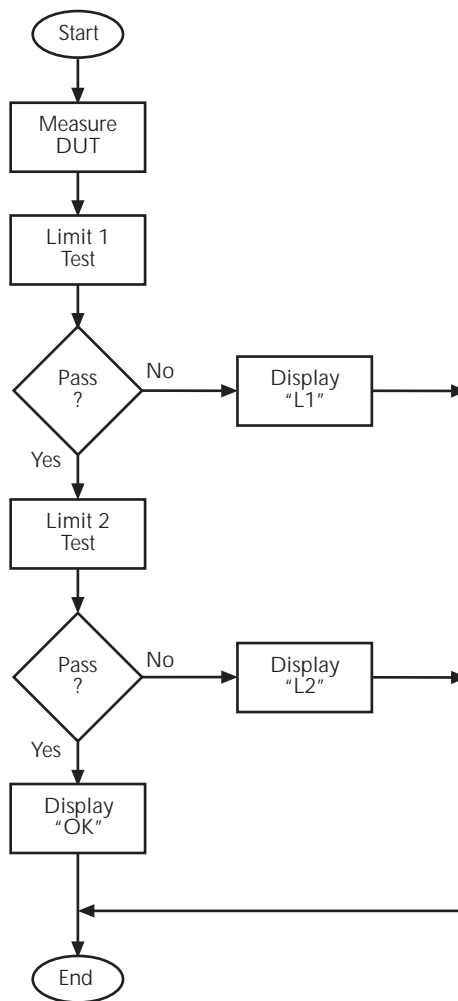 Start
Measure
DUT
Limit 1
Test
Pass
?
No
Display
“L1”
Yes
Limit 2
Test
Pass
?
No
Display
“L2”
Yes
Display
“OK”
End